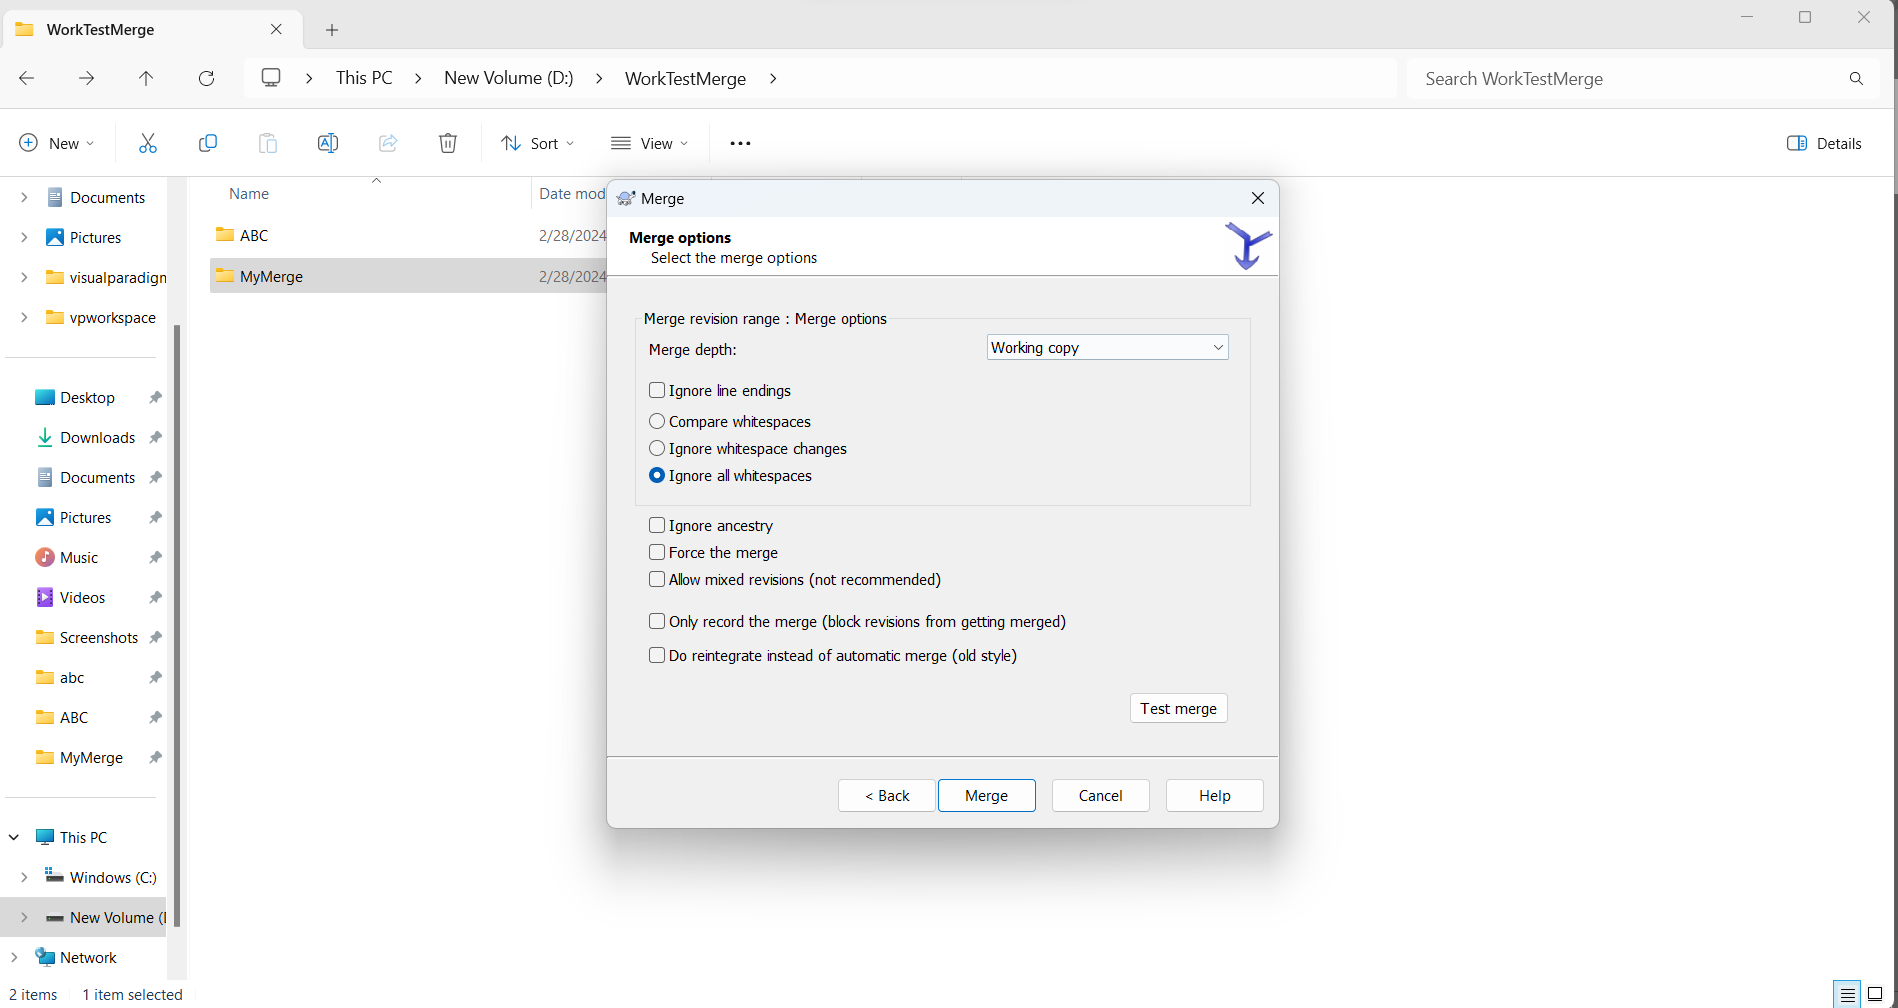 WorkTestMerge
This PC
New Volume (D:)
WorkTestMerge
Search WorkTestMerge
New
Sort
View
Details
Documents
Pictures
visualparadigm
vpworkspace
Desktop
Downloads
Documents
Pictures
Music
Videos
Screenshots
abc
ABC
MyMerge
This PC
Windows (C:)
New Volume (
Network
2 items 1 item selected
Name
Date mod
ABC 2/28/2024
MyMerge 2/28/2024
Merge
Merge options
Select the merge options
Merge revision range : Merge options
Merge depth: Working copy
Ignore line endings
Compare whitespaces
Ignore whitespace changes
Ignore all whitespaces
Ignore ancestry
Force the merge
Allow mixed revisions (not recommended)
Only record the merge (block revisions from getting merged)
Do reintegrate instead of automatic merge (old style)
Test merge
< Back
Merge
Cancel
Help